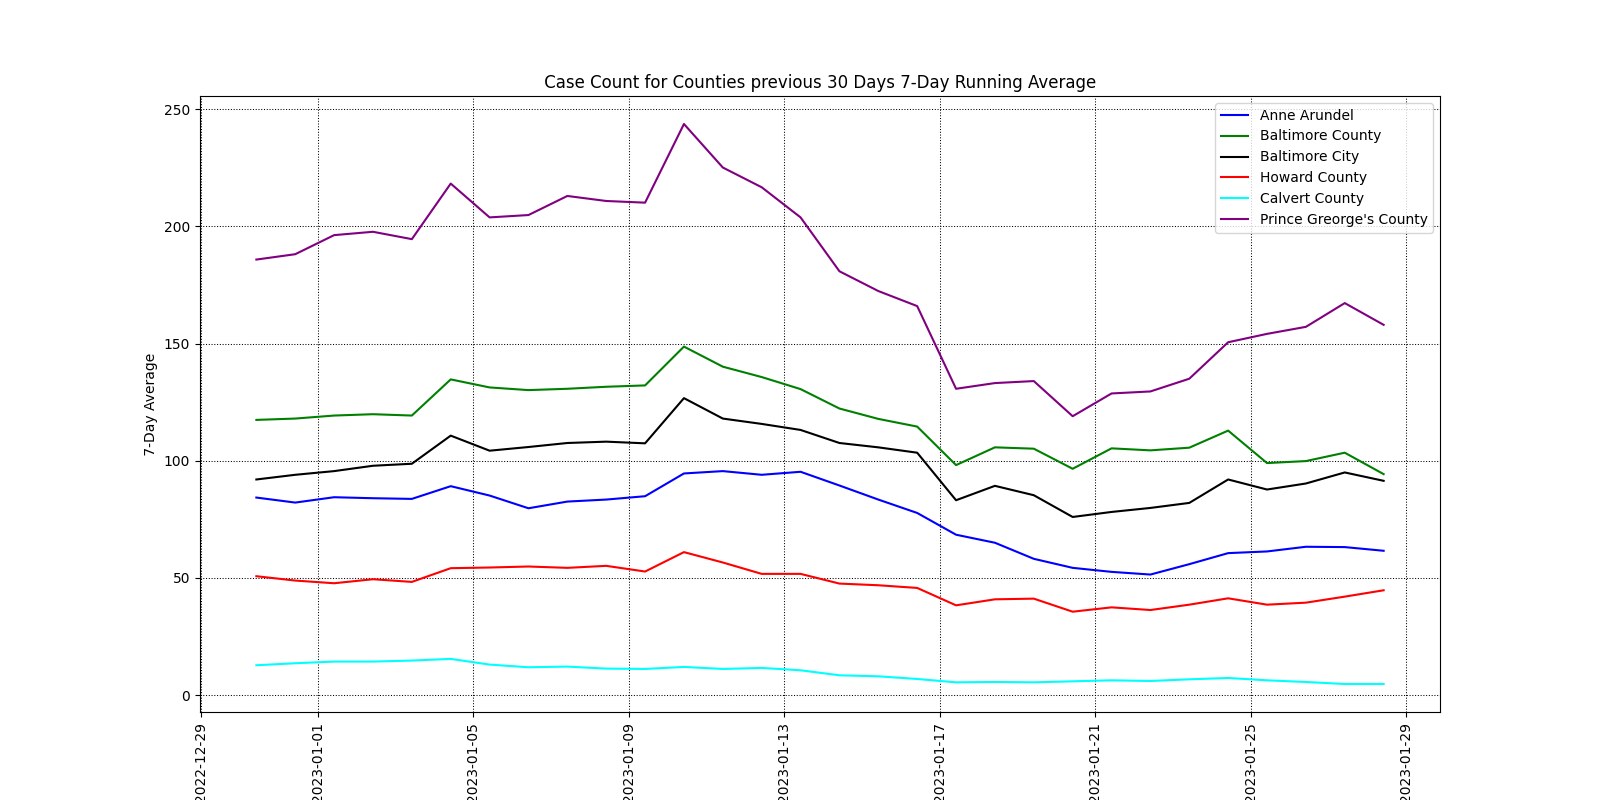 Case Count for Counties previous 30 Days 7-Day Running Average
250
200
150
100
50
0
7-Day Average
Anne Arundel
Baltimore County
Baltimore City
Howard County
Calvert County
Prince Greorge's County
2022-12-29
2023-01-01
2023-01-05
2023-01-09
2023-01-13
2023-01-17
2023-01-21
2023-01-25
2023-01-29